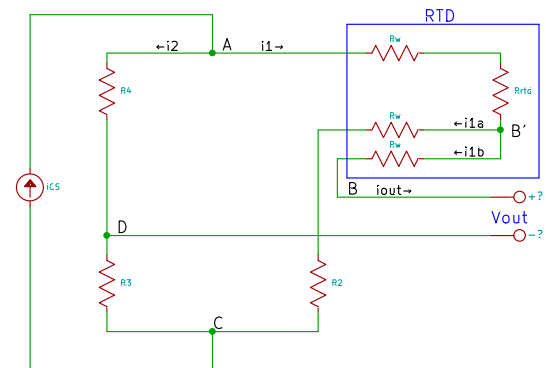 RTD
←i2
A
i1→
Rw
R4
Rrtd
Rw
←i1a
B′
Rw
←i1b
iCS
B
iout→
+?
Vout
D
-?
R3
R2
C